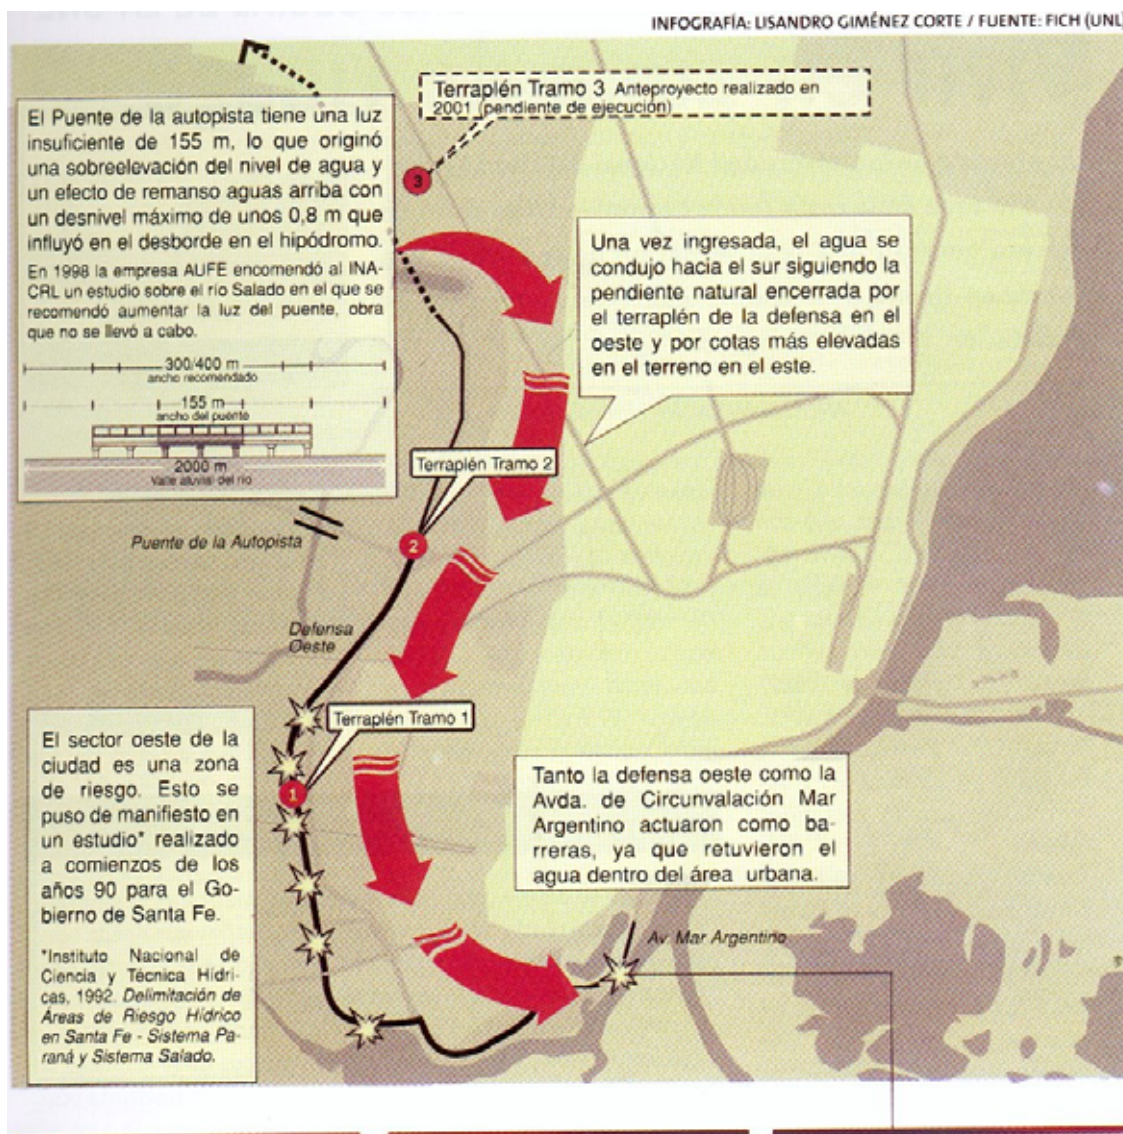 INFOGRAFÍA: LISANDRO GIMÉNEZ CORTE / FUENTE: FICH (UNL)
Terraplén Tramo 3 Anteproyecto realizado en
2001 (pendiente de ejecución)
El Puente de la autopista tiene una luz
insuficiente de 155 m, lo que originó
una sobreelevación del nivel de agua y
un efecto de remanso aguas arriba con
un desnivel máximo de unos 0,8 m que
influyó en el desborde en el hipódromo.
En 1998 la empresa AUFE encomendó al INA-
CRL un estudio sobre el río Salado en el que se
recomendó aumentar la luz del puente, obra
que no se llevó a cabo.
300/400 m
ancho recomendado
155 m
ancho del puente
2000 m
Valle aluvial del río
3
Una vez ingresada, el agua se
condujo hacia el sur siguiendo la
pendiente natural encerrada por
el terraplén de la defensa en el
oeste y por cotas más elevadas
en el terreno en el este.
Terraplén Tramo 2
2
Puente de la Autopista
Defensa
Oeste
Terraplén Tramo 1
1
El sector oeste de la
ciudad es una zona
de riesgo. Esto se
puso de manifiesto en
un estudio* realizado
a comienzos de los
años 90 para el Go-
bierno de Santa Fe.
*Instituto Nacional de
Ciencia y Técnica Hídri-
cas, 1992. Delimitación de
Áreas de Riesgo Hídrico
en Santa Fe - Sistema Pa-
raná y Sistema Salado.
Tanto la defensa oeste como la
Avda. de Circunvalación Mar
Argentino actuaron como ba-
rreras, ya que retuvieron el
agua dentro del área urbana.
Av. Mar Argentino